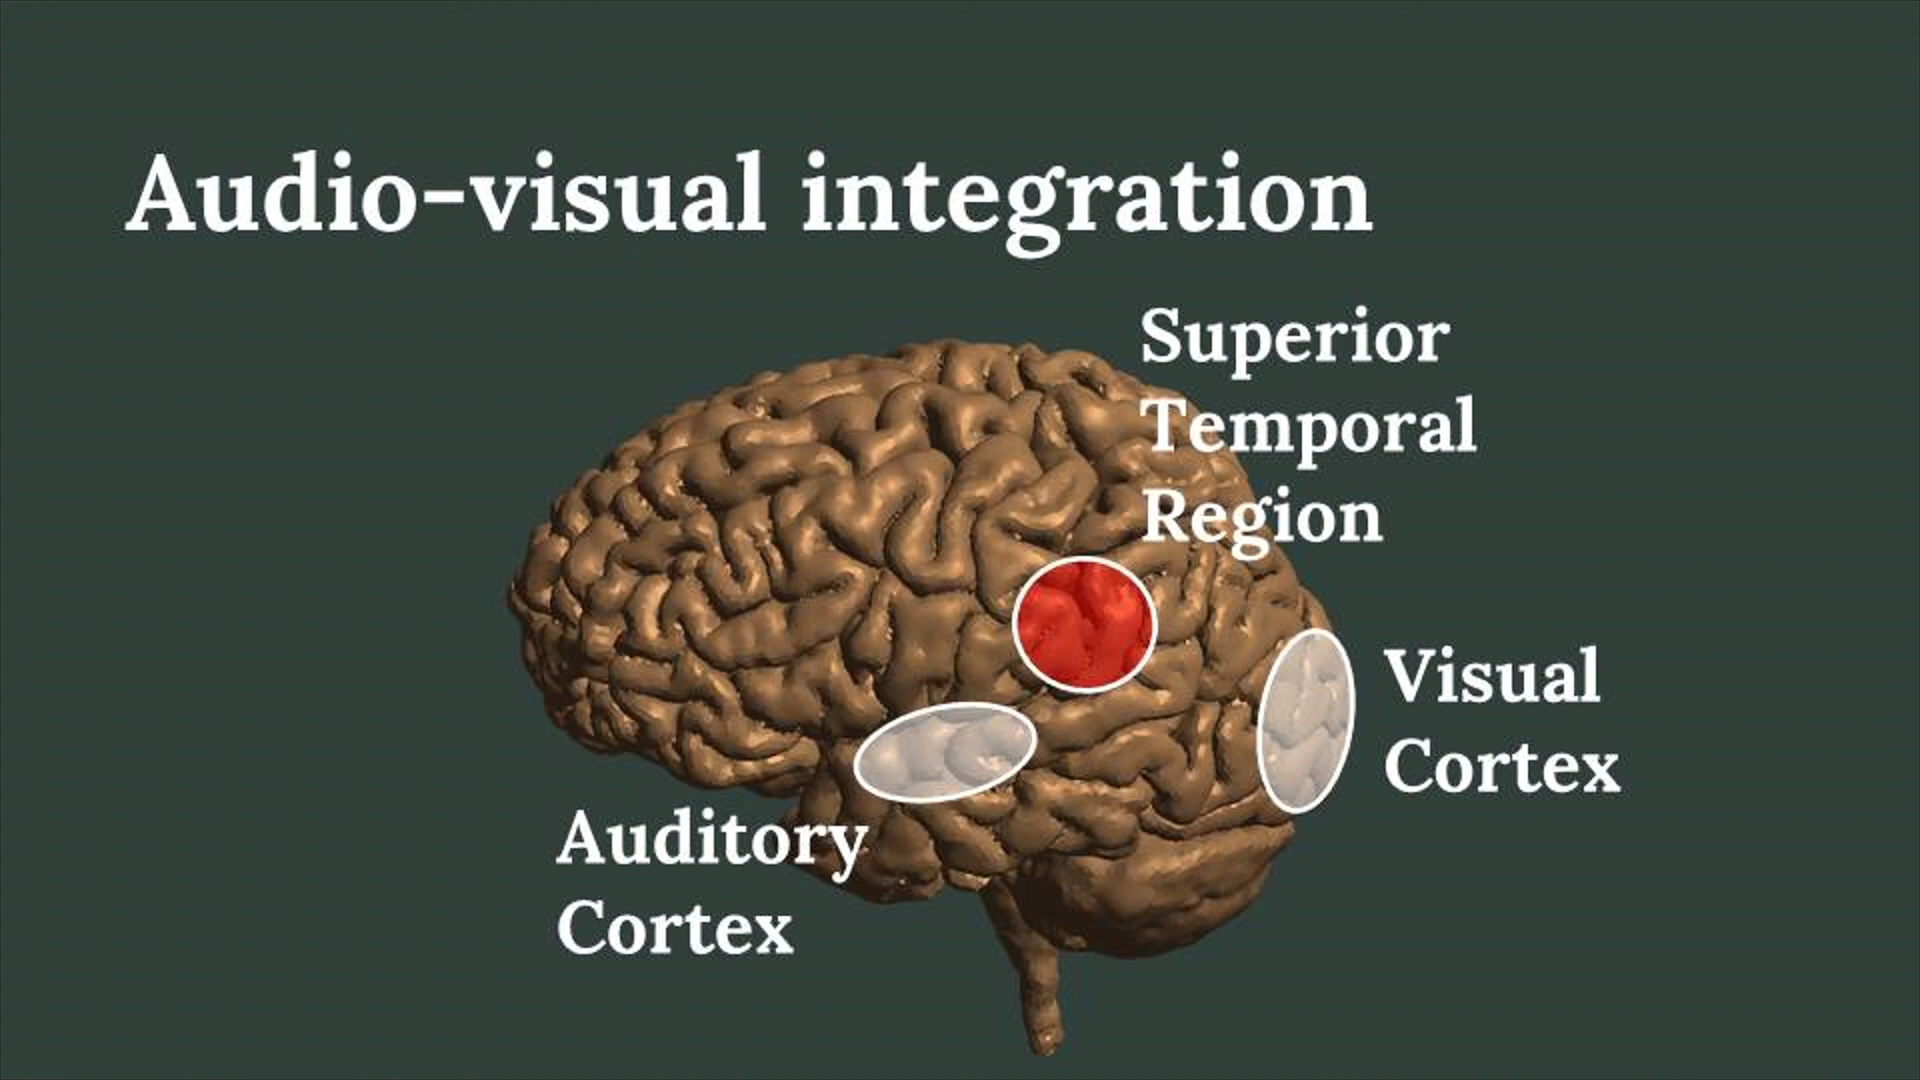 Audio-visual integration
Superior
Temporal
Region
Visual
Cortex
Auditory
Cortex